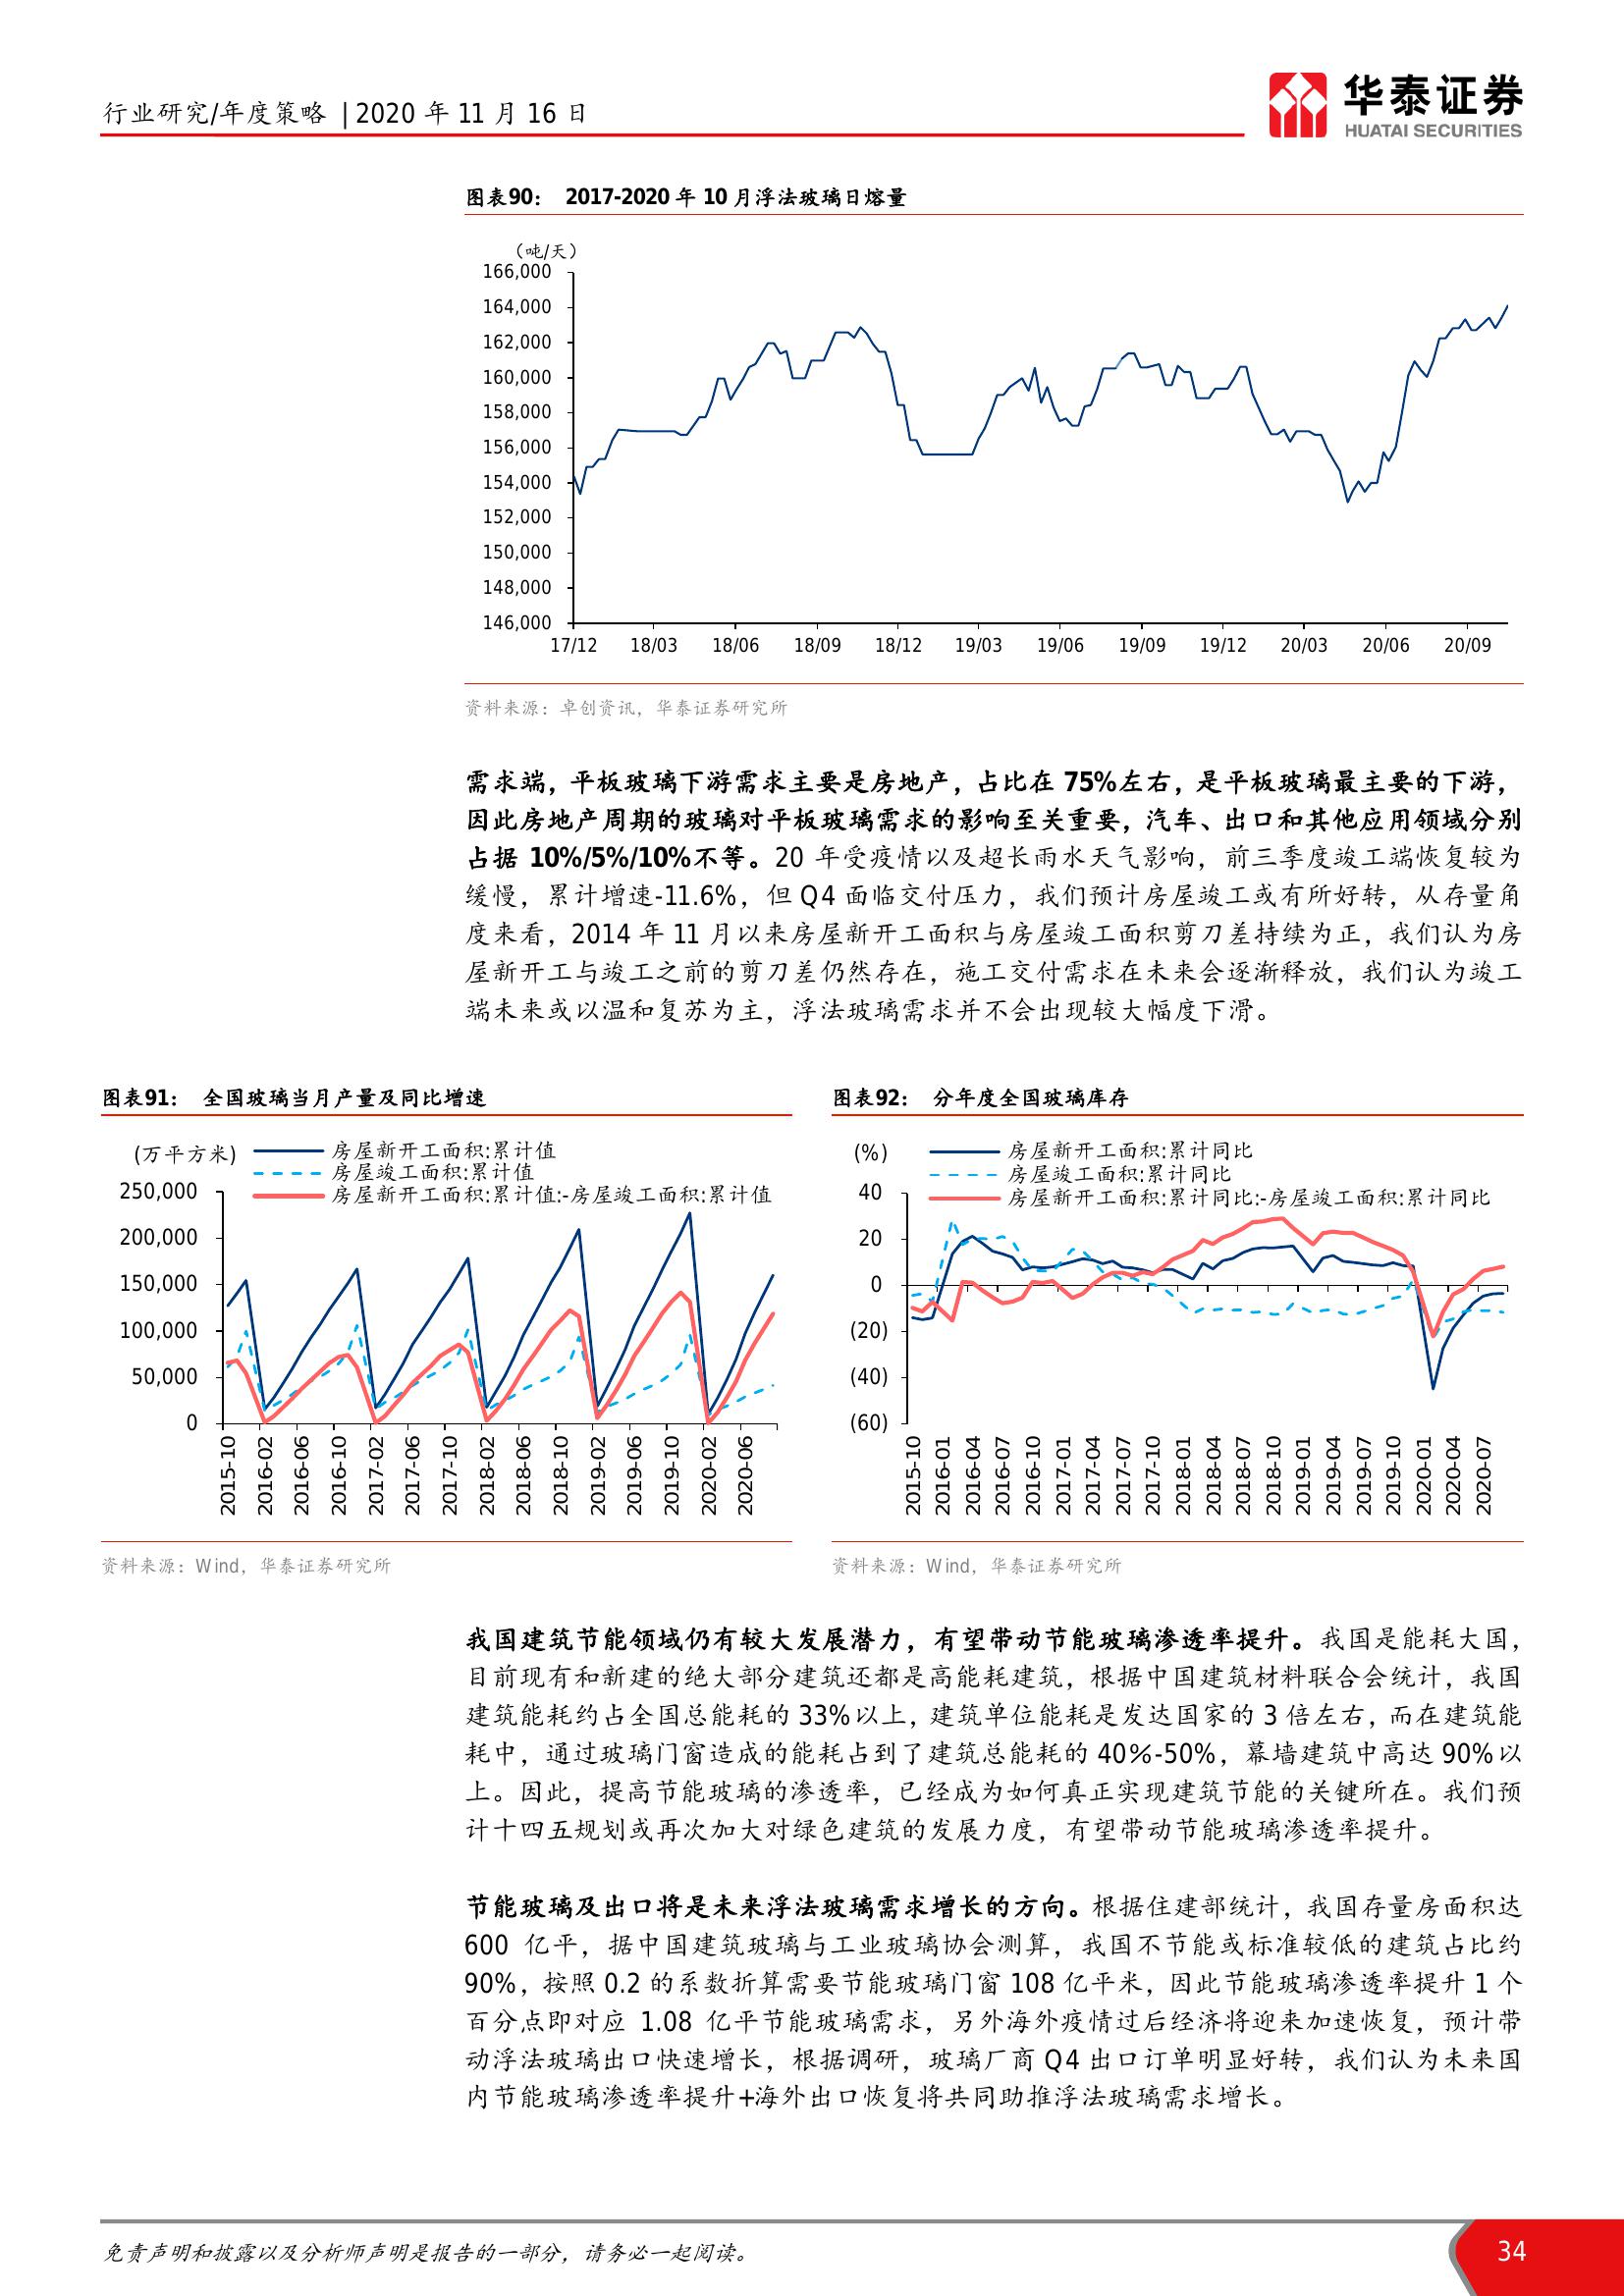 行业研究/年度策略 | 2020 年 11 月 16 日
华泰证券
HUATAI SECURITIES
图表90： 2017-2020 年 10 月浮法玻璃日熔量
（吨/天）
166,000
164,000
162,000
160,000
158,000
156,000
154,000
152,000
150,000
148,000
146,000
17/12 18/03 18/06 18/09 18/12 19/03 19/06 19/09 19/12 20/03 20/06 20/09
资料来源：卓创资讯，华泰证券研究所
需求端，平板玻璃下游需求主要是房地产，占比在 75%左右，是平板玻璃最主要的下游，
因此房地产周期的玻璃对平板玻璃需求的影响至关重要，汽车、出口和其他应用领域分别
占据 10%/5%/10%不等。20 年受疫情以及超长雨水天气影响，前三季度竣工端恢复较为
缓慢，累计增速-11.6%，但 Q4 面临交付压力，我们预计房屋竣工或有所好转，从存量角
度来看，2014 年 11 月以来房屋新开工面积与房屋竣工面积剪刀差持续为正，我们认为房
屋新开工与竣工之前的剪刀差仍然存在，施工交付需求在未来会逐渐释放，我们认为竣工
端未来或以温和复苏为主，浮法玻璃需求并不会出现较大幅度下滑。
图表91： 全国玻璃当月产量及同比增速
(万平方米)
房屋新开工面积:累计值
房屋竣工面积:累计值
房屋新开工面积:累计值:-房屋竣工面积:累计值
250,000
200,000
150,000
100,000
50,000
0
2015-10 2016-02 2016-06 2016-10 2017-02 2017-06 2017-10 2018-02 2018-06 2018-10 2019-02 2019-06 2019-10 2020-02 2020-06
资料来源：Wind，华泰证券研究所
图表92： 分年度全国玻璃库存
(%)
房屋新开工面积:累计同比
房屋竣工面积:累计同比
房屋新开工面积:累计同比:-房屋竣工面积:累计同比
40
20
0
(20)
(40)
(60)
2015-10 2016-01 2016-04 2016-07 2016-10 2017-01 2017-04 2017-07 2017-10 2018-01 2018-04 2018-07 2018-10 2019-01 2019-04 2019-07 2019-10 2020-01 2020-04 2020-07
资料来源：Wind，华泰证券研究所
我国建筑节能领域仍有较大发展潜力，有望带动节能玻璃渗透率提升。我国是能耗大国，
目前现有和新建的绝大部分建筑还都是高能耗建筑，根据中国建筑材料联合会统计，我国
建筑能耗约占全国总能耗的 33%以上，建筑单位能耗是发达国家的 3 倍左右，而在建筑能
耗中，通过玻璃门窗造成的能耗占到了建筑总能耗的 40%-50%，幕墙建筑中高达 90%以
上。因此，提高节能玻璃的渗透率，已经成为如何真正实现建筑节能的关键所在。我们预
计十四五规划或再次加大对绿色建筑的发展力度，有望带动节能玻璃渗透率提升。
节能玻璃及出口将是未来浮法玻璃需求增长的方向。根据住建部统计，我国存量房面积达
600 亿平，据中国建筑玻璃与工业玻璃协会测算，我国不节能或标准较低的建筑占比约
90%，按照 0.2 的系数折算需要节能玻璃门窗 108 亿平米，因此节能玻璃渗透率提升 1 个
百分点即对应 1.08 亿平节能玻璃需求，另外海外疫情过后经济将迎来加速恢复，预计带
动浮法玻璃出口快速增长，根据调研，玻璃厂商 Q4 出口订单明显好转，我们认为未来国
内节能玻璃渗透率提升+海外出口恢复将共同助推浮法玻璃需求增长。
免责声明和披露以及分析师声明是报告的一部分，请务必一起阅读。
34